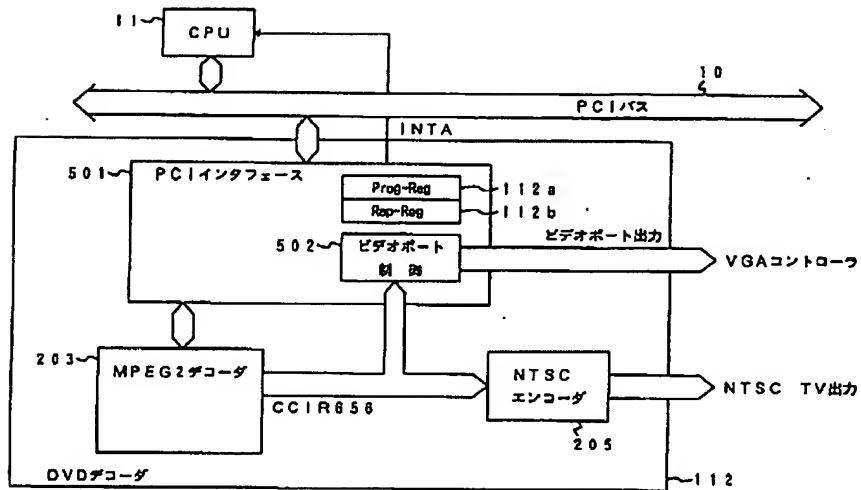 11
CPU
10
PCIバス
INTA
501
PCIインタフェース
Prog-Reg
112a
Rep-Reg
112b
502
ビデオポート
制御
ビデオポート出力
VGAコントローラ
203
MPEG2デコーダ
CCIR656
NTSC
エンコーダ
205
NTSC TV出力
DVDデコーダ
112